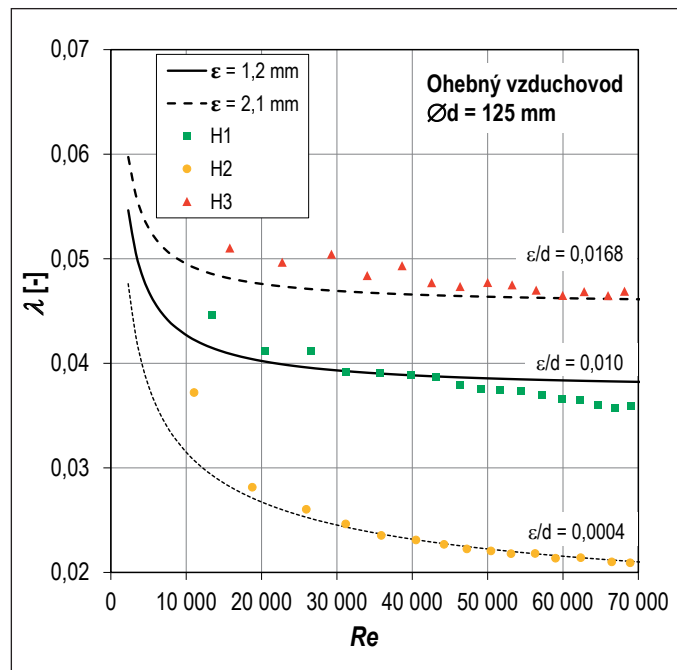 0,07
0,06
0,05
0,04
0,03
0,02
λ [-]
ε = 1,2 mm
ε = 2,1 mm
H1
H2
H3
Ohebný vzduchovod
Ød = 125 mm
ε/d = 0,0168
ε/d = 0,010
ε/d = 0,0004
0 10 000 20 000 30 000 40 000 50 000 60 000 70 000
Re